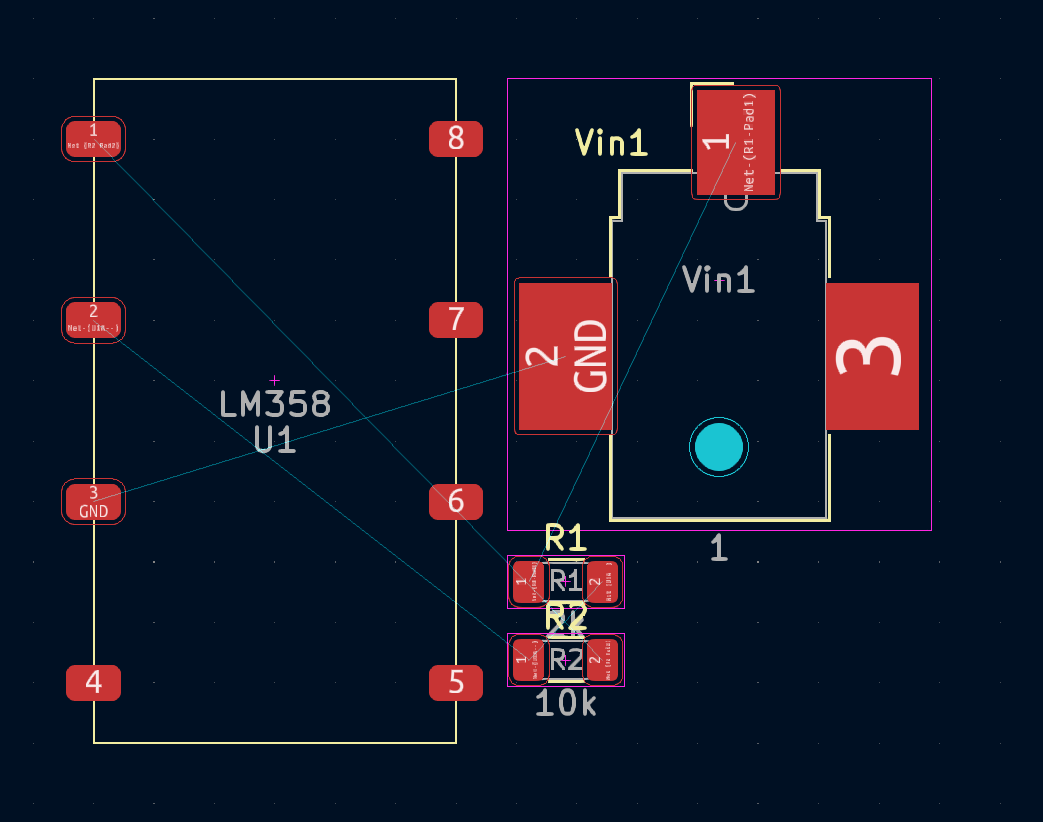 1
Net-(R2-Pad2)
8
Vin1
1
Net-(R1-Pad1)
2
Net-(U1A--)
7
Vin1
2
GND
3
LM358
U1
3
GND
6
1
R1
1
R1
2
R2
1
R2
2
10k
4
5